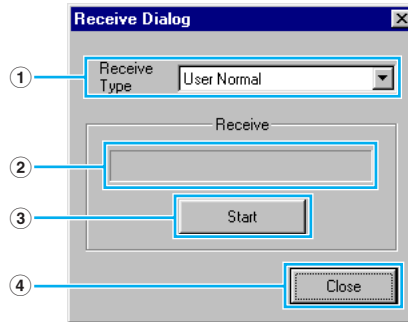 Receive Dialog
① Receive Type User Normal
Receive
②
③ Start
④ Close